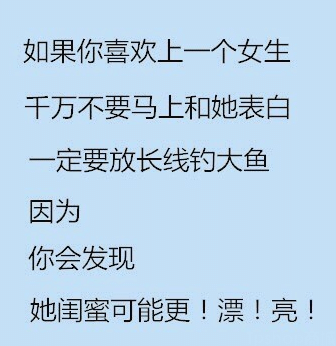 如果你喜欢上一个女生
千万不要马上和她表白
一定要放长线钓大鱼
因为
你会发现
她闺蜜可能更！漂！亮！